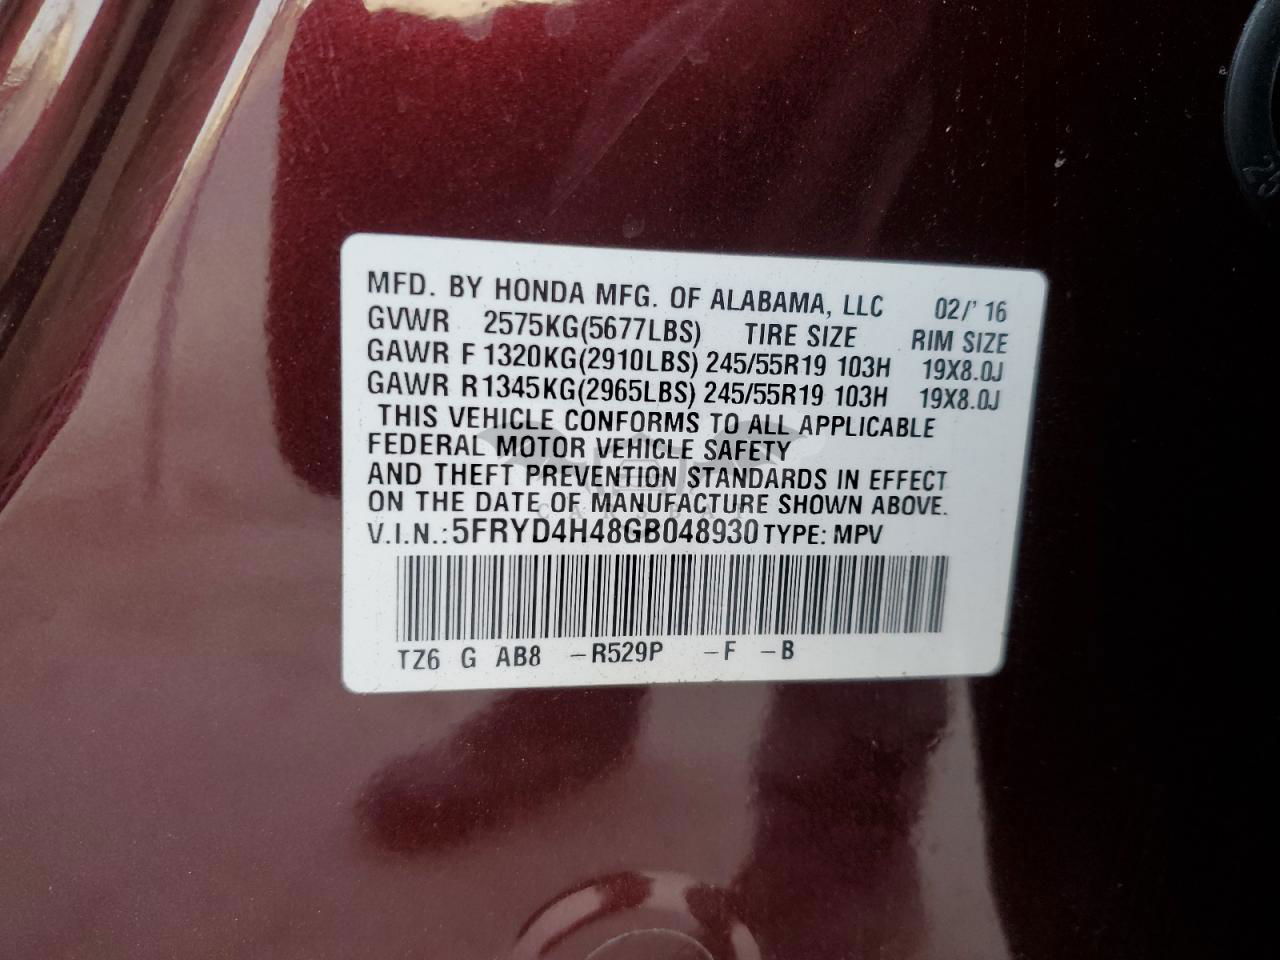 MFD. BY HONDA MFG. OF ALABAMA, LLC 02/' 16
GVWR 2575KG(5677LBS) TIRE SIZE RIM SIZE
GAWR F 1320KG(2910LBS) 245/55R19 103H 19X8.0J
GAWR R 1345KG(2965LBS) 245/55R19 103H 19X8.0J
THIS VEHICLE CONFORMS TO ALL APPLICABLE
FEDERAL MOTOR VEHICLE SAFETY
AND THEFT PREVENTION STANDARDS IN EFFECT
ON THE DATE OF MANUFACTURE SHOWN ABOVE.
V.I.N.: 5FRYD4H48GB048930 TYPE: MPV
TZ6 G AB8 -R529P -F -B